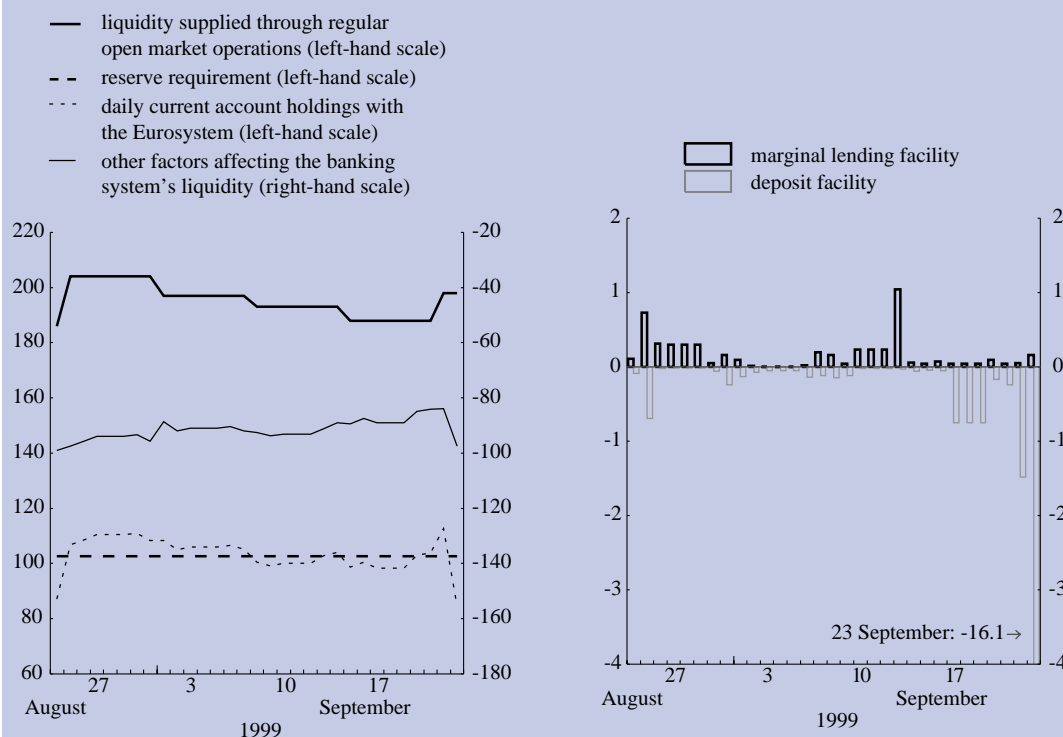 liquidity supplied through regular
open market operations (left-hand scale)
reserve requirement (left-hand scale)
daily current account holdings with
the Eurosystem (left-hand scale)
other factors affecting the banking
system’s liquidity (right-hand scale)
220
200
180
160
140
120
100
80
60
-20
-40
-60
-80
-100
-120
-140
-160
-180
27 3 10 17
August September
1999
marginal lending facility
deposit facility
2
1
0
-1
-2
-3
-4
2
1
0
-1
-2
-3
-4
23 September: -16.1→
27 3 10 17
August September
1999